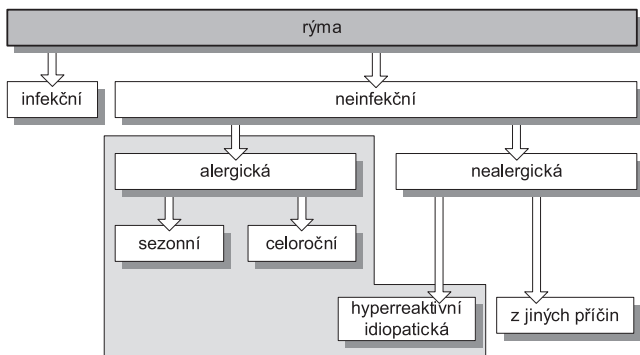 rýma
infekční
neinfekční
alergická
nealergická
sezonní
celoroční
hyperreaktivní
idiopatická
z jiných příčin